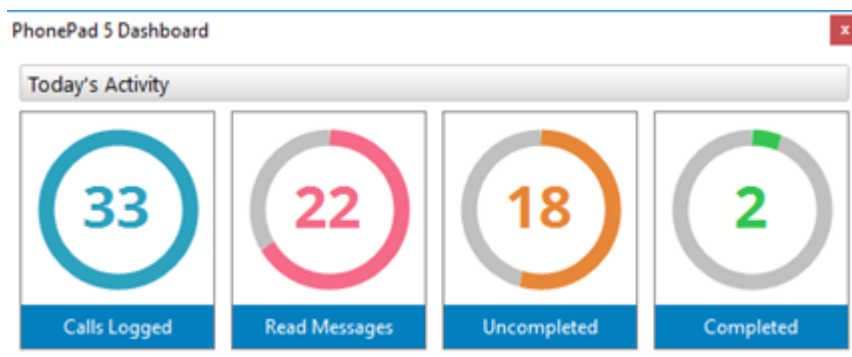 PhonePad 5 Dashboard
x
Today's Activity
33
22
18
2
Calls Logged
Read Messages
Uncompleted
Completed